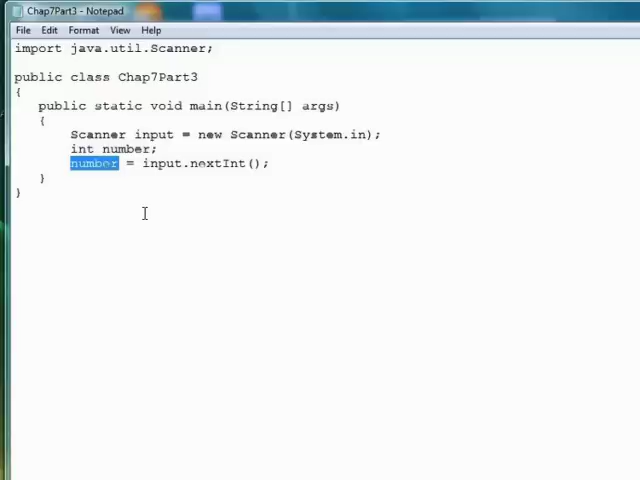 Chap7Part3 - Notepad
File Edit Format View Help
import java.util.Scanner;
public class Chap7Part3
{
public static void main(String[] args)
{
Scanner input = new Scanner(System.in);
int number;
number = input.nextInt();
}
}